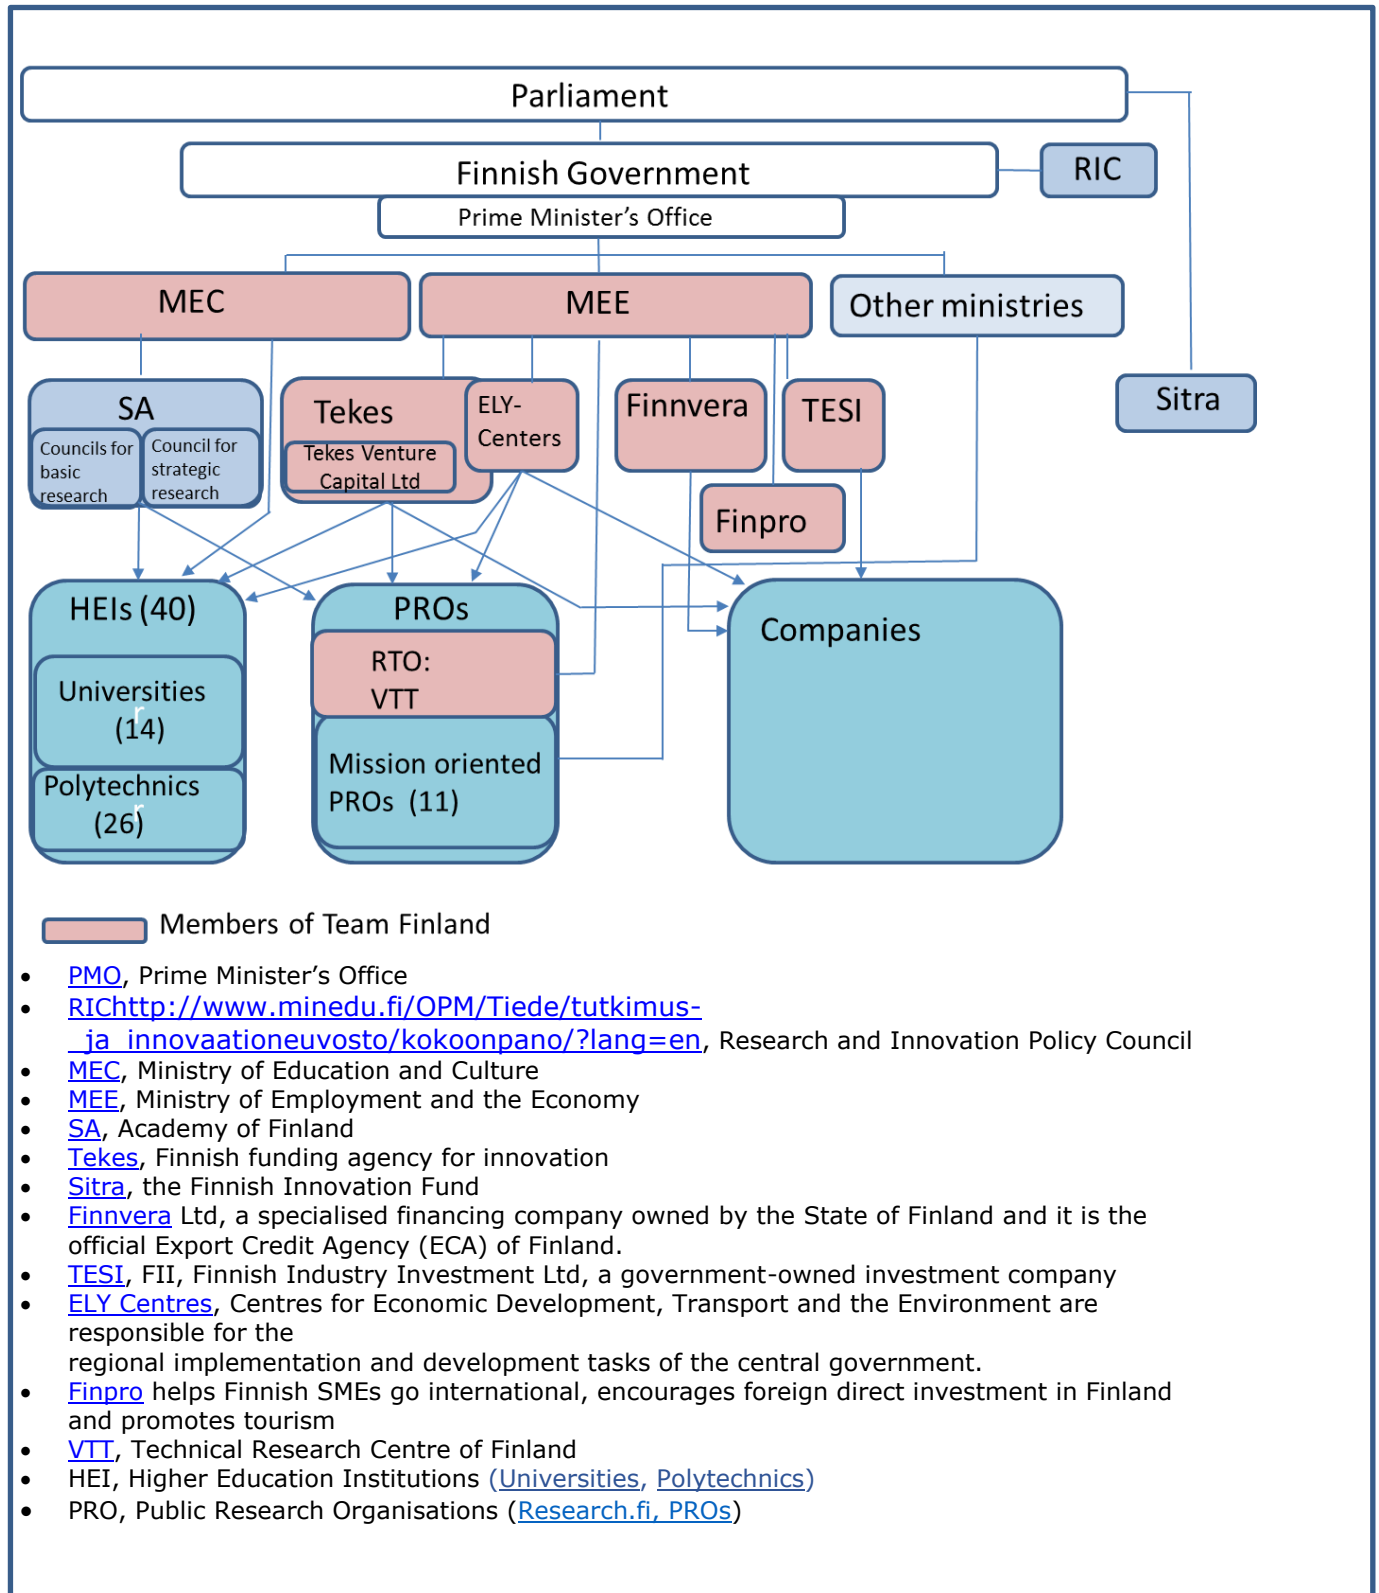 Parliament
Finnish Government
RIC
Prime Minister’s Office
MEC
MEE
Other ministries
SA
Councils for
basic
research
Council for
strategic
research
Tekes
Tekes Venture
Capital Ltd
ELY-
Centers
Finnvera
TESI
Sitra
Finpro
HEIs (40)
Universities
r
(14)
Polytechnics
r
(26)
PROs
RTO:
VTT
Mission oriented
PROs (11)
Companies
Members of Team Finland
• PMO, Prime Minister’s Office
• RIChttp://www.minedu.fi/OPM/Tiede/tutkimus-
_ja_innovaationeuvosto/kokoonpano/?lang=en, Research and Innovation Policy Council
• MEC, Ministry of Education and Culture
• MEE, Ministry of Employment and the Economy
• SA, Academy of Finland
• Tekes, Finnish funding agency for innovation
• Sitra, the Finnish Innovation Fund
• Finnvera Ltd, a specialised financing company owned by the State of Finland and it is the
official Export Credit Agency (ECA) of Finland.
• TESI, FII, Finnish Industry Investment Ltd, a government-owned investment company
• ELY Centres, Centres for Economic Development, Transport and the Environment are
responsible for the
regional implementation and development tasks of the central government.
• Finpro helps Finnish SMEs go international, encourages foreign direct investment in Finland
and promotes tourism
• VTT, Technical Research Centre of Finland
• HEI, Higher Education Institutions (Universities, Polytechnics)
• PRO, Public Research Organisations (Research.fi, PROs)